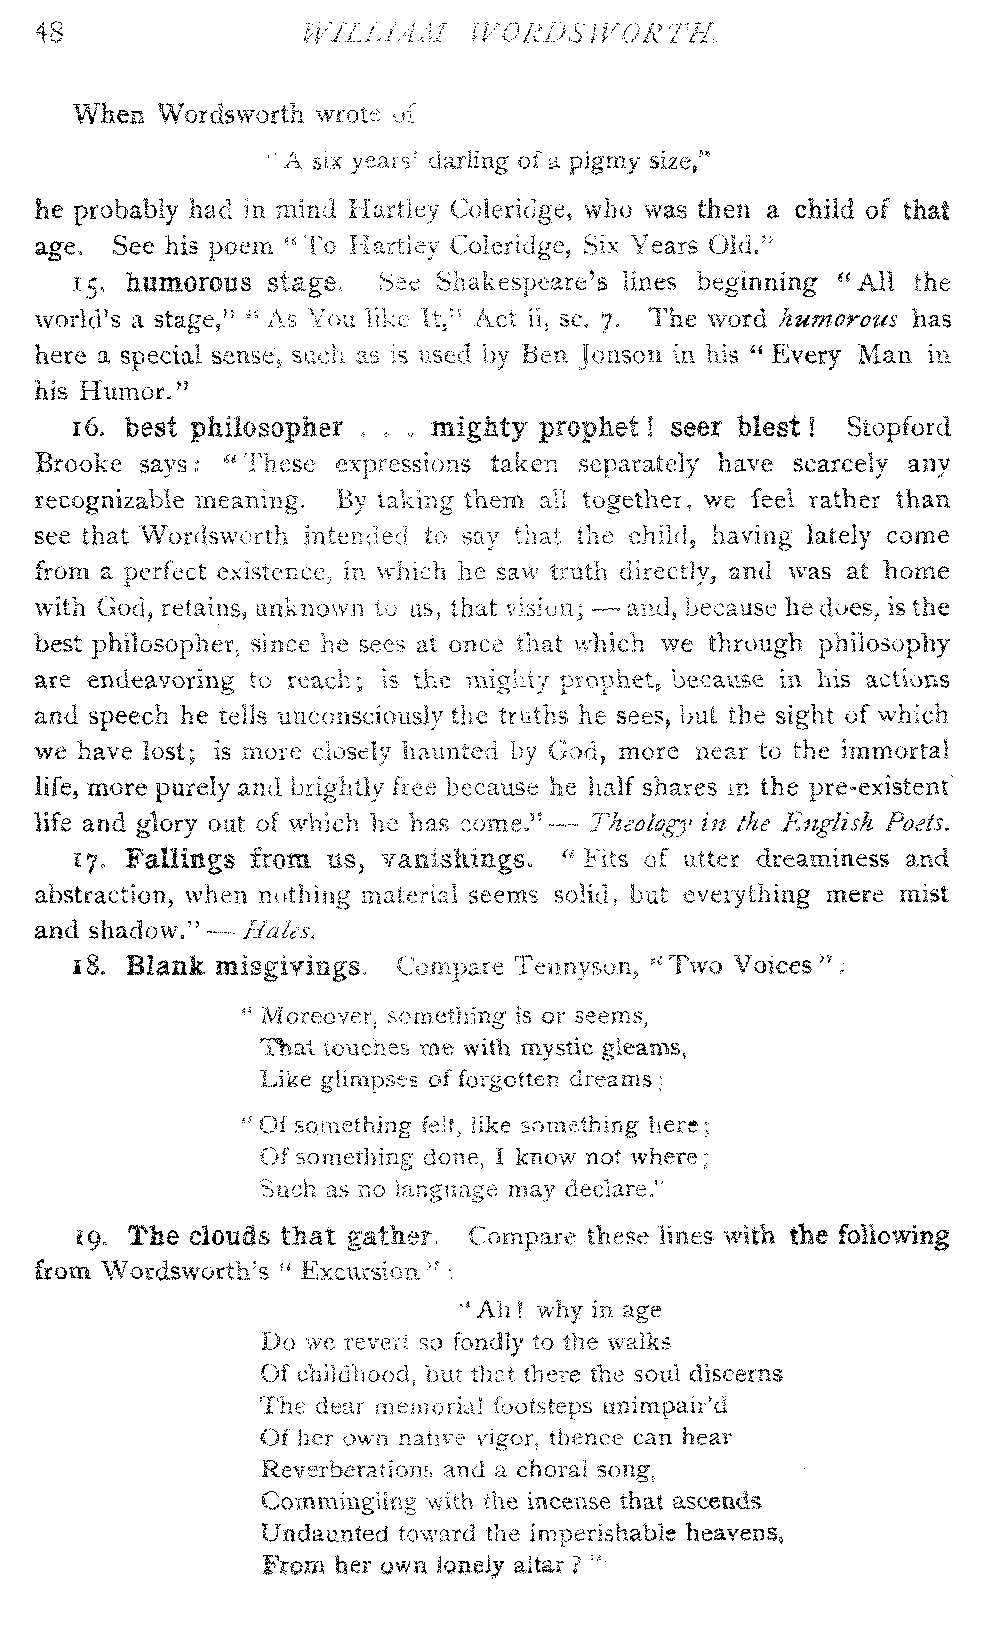 48 WILLIAM WORDSWORTH.
When Wordsworth wrote of
"A six years' darling of a pigmy size,"
he probably had in mind Hartley Coleridge, who was then a child of that
age. See his poem "To Hartley Coleridge, Six Years Old."
15. humorous stage. See Shakespeare's lines beginning "All the
world's a stage," "As You like It," Act ii, sc. 7. The word humorous has
here a special sense, such as is used by Ben Jonson in his "Every Man in
his Humor."
16. best philosopher . . . mighty prophet! seer blest! Stopford
Brooke says: "These expressions taken separately have scarcely any
recognizable meaning. By taking them all together, we feel rather than
see that Wordsworth intended to say that the child, having lately come
from a perfect existence, in which he saw truth directly, and was at home
with God, retains, unknown to us, that vision; — and, because he does, is the
best philosopher, since he sees at once that which we through philosophy
are endeavoring to reach; is the mighty prophet, because in his actions
and speech he tells unconsciously the truths he sees, but the sight of which
we have lost; is more closely haunted by God, more near to the immortal
life, more purely and brightly free because he half shares in the pre-existent
life and glory out of which he has come." — Theology in the English Poets.
17. Fallings from us, vanishings. "Fits of utter dreaminess and
abstraction, when nothing material seems solid, but everything mere mist
and shadow." — Hales.
18. Blank misgivings. Compare Tennyson, "Two Voices":
"Moreover, something is or seems,
That touches me with mystic gleams,
Like glimpses of forgotten dreams;
"Of something felt, like something here;
Of something done, I know not where;
Such as no language may declare."
19. The clouds that gather. Compare these lines with the following
from Wordsworth's "Excursion":
"Ah! why in age
Do we revert so fondly to the walks
Of childhood, but that there the soul discerns
The dear memorial footsteps unimpair'd
Of her own native vigor, thence can hear
Reverberations and a choral song,
Commingling with the incense that ascends
Undaunted toward the imperishable heavens,
From her own lonely altar?"